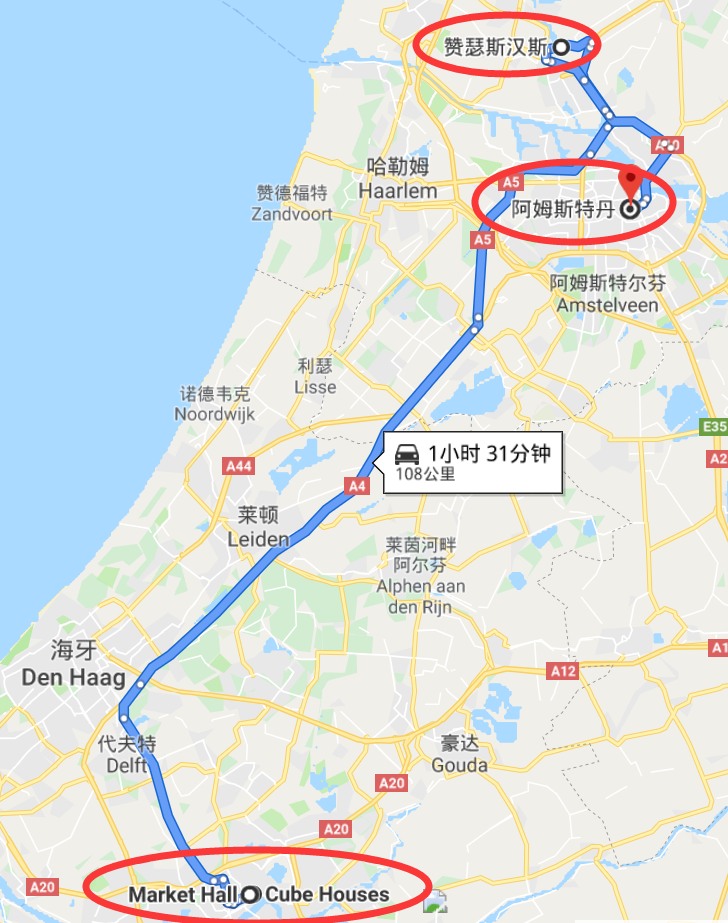 赞瑟斯汉斯
A10
哈勒姆
Haarlem
A5
赞德福特
Zandvoort
阿姆斯特丹
A5
阿姆斯特尔芬
Amstelveen
利瑟
Lisse
诺德韦克
Noordwijk
E35
1小时 31分钟
108公里
A2
A44
A4
莱顿
Leiden
莱茵河畔
阿尔芬
Alphen aan
den Rijn
海牙
Den Haag
A12
代夫特
Delft
豪达
Gouda
A20
A20
A20
Market Hall
Cube Houses